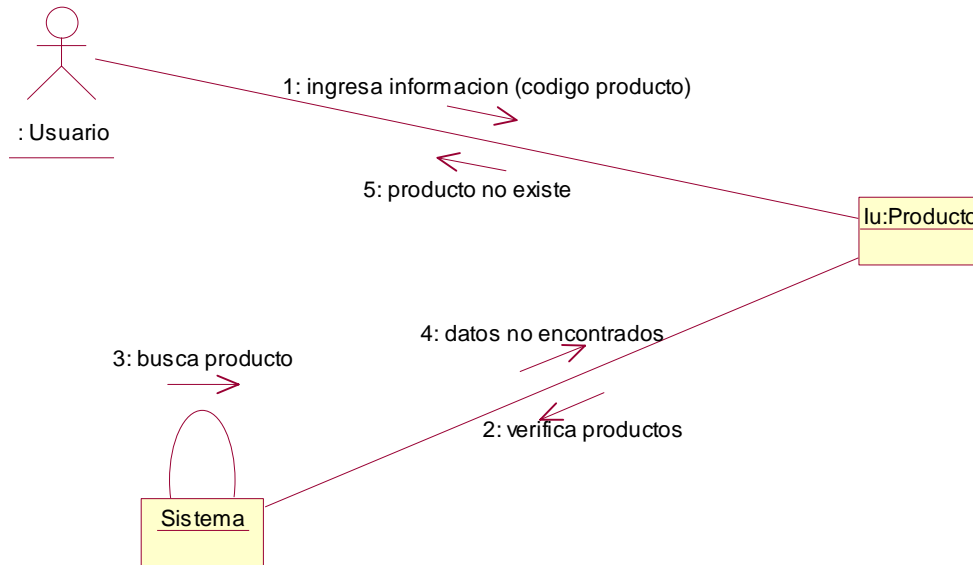 1: ingresa informacion (codigo producto)
: Usuario
5: producto no existe
Iu:Producto
4: datos no encontrados
3: busca producto
2: verifica productos
Sistema